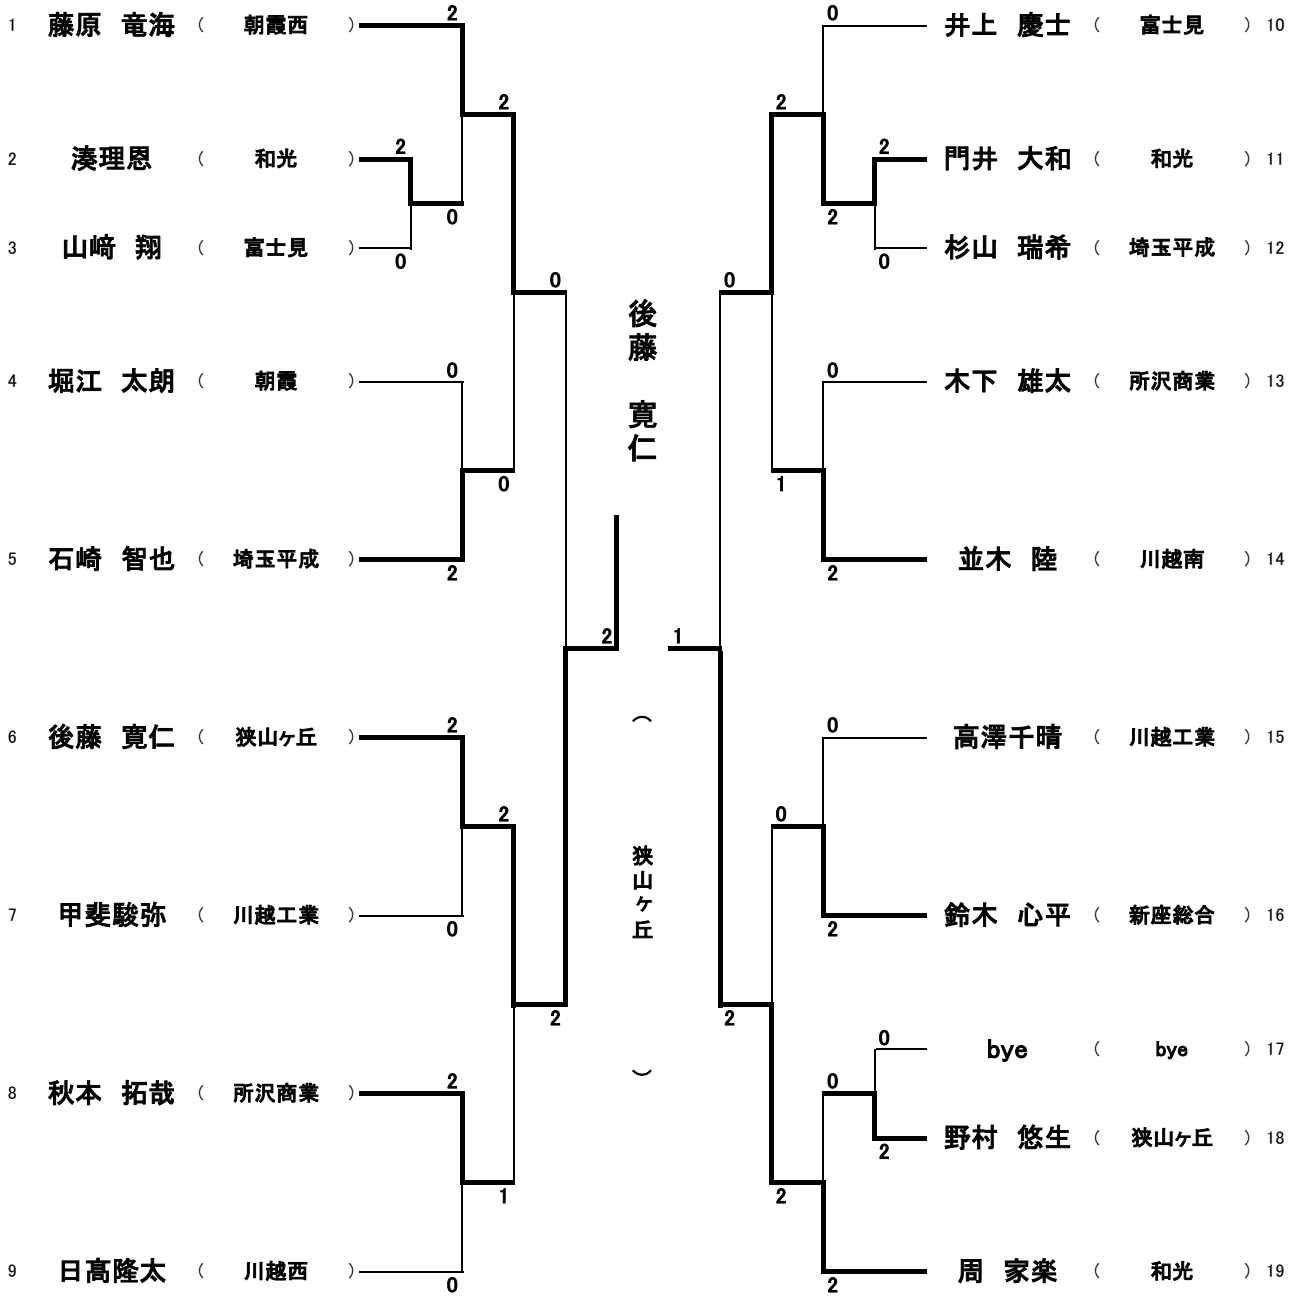 1 藤原 竜海 ( 朝霞西 ) 2
2 湊理恩 ( 和光 ) 2
3 山﨑 翔 ( 富士見 ) 0
2
0
4 堀江 太朗 ( 朝霞 ) 0
5 石崎 智也 ( 埼玉平成 ) 2
0
0
6 後藤 寛仁 ( 狭山ヶ丘 ) 2
7 甲斐駿弥 ( 川越工業 ) 0
2
8 秋本 拓哉 ( 所沢商業 ) 2
9 日髙隆太 ( 川越西 ) 0
1
2
2
後藤 寛仁
( 狭山ヶ丘 )
1
0 井上 慶士 ( 富士見 ) 10
2 門井 大和 ( 和光 ) 11
0 杉山 瑞希 ( 埼玉平成 ) 12
2
2
0 木下 雄太 ( 所沢商業 ) 13
2 並木 陸 ( 川越南 ) 14
1
0
0 高澤千晴 ( 川越工業 ) 15
2 鈴木 心平 ( 新座総合 ) 16
0
0 bye ( bye ) 17
2 野村 悠生 ( 狭山ヶ丘 ) 18
0
2 周 家楽 ( 和光 ) 19
2
2